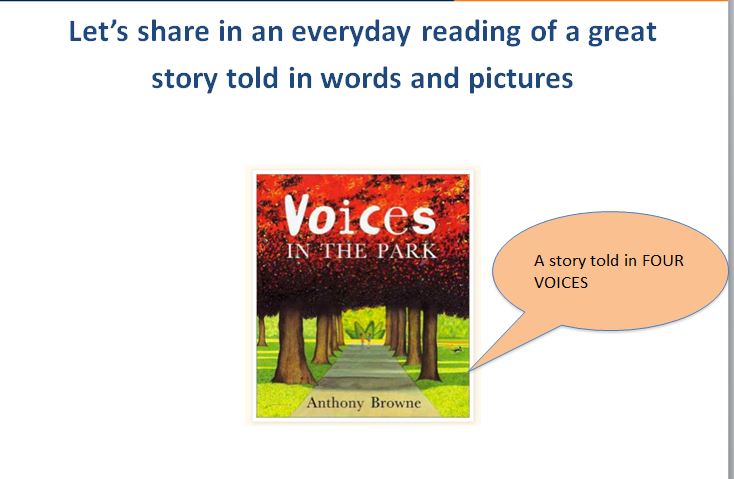 Let’s share in an everyday reading of a great
story told in words and pictures
Voices
IN THE PARK
A story told in FOUR
VOICES
Anthony Browne